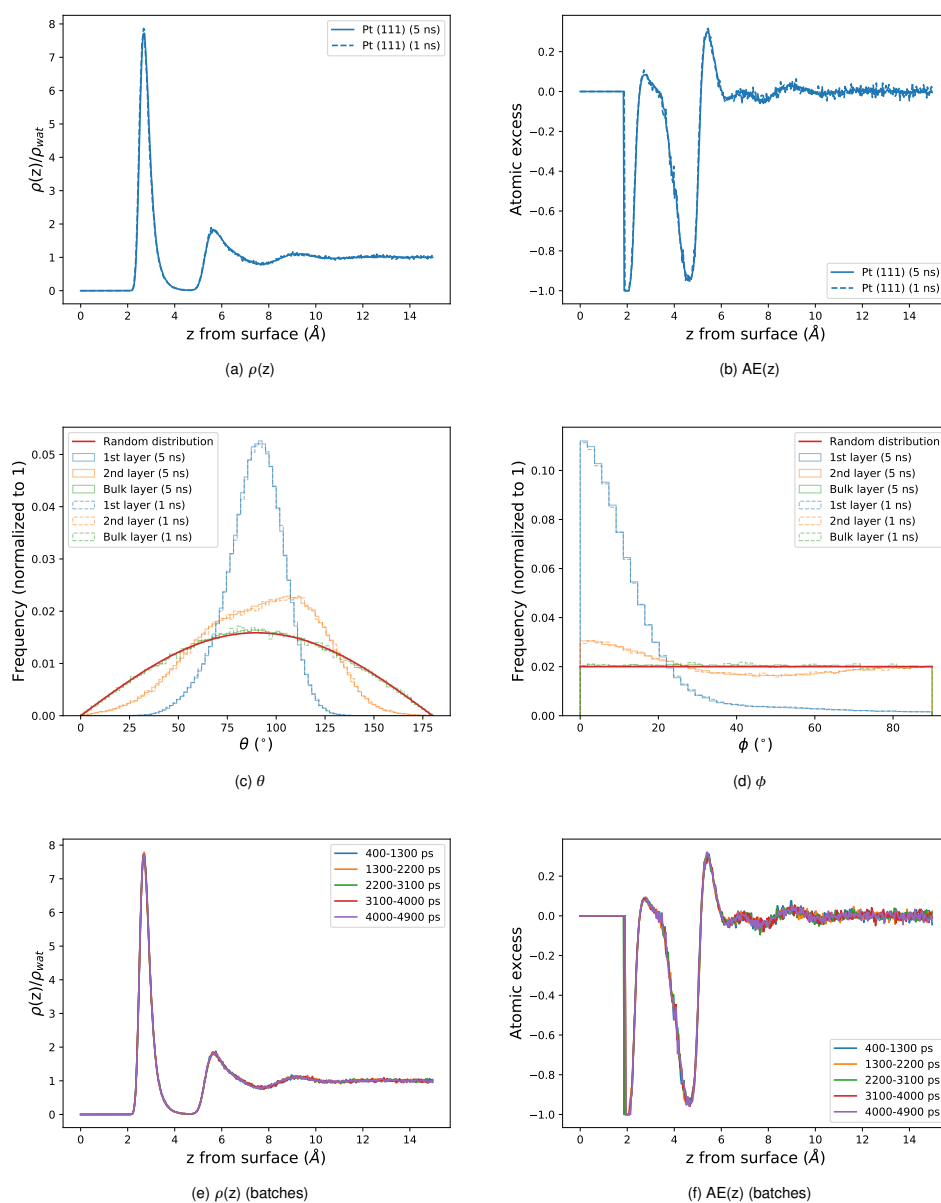 8
7
6
5
4
3
2
1
0
ρ(z)/ρwat
Pt (111) (5 ns)
Pt (111) (1 ns)
0 2 4 6 8 10 12 14
z from surface (Å)
(a) ρ(z)
0.2
0.0
−0.2
−0.4
−0.6
−0.8
−1.0
Atomic excess
Pt (111) (5 ns)
Pt (111) (1 ns)
0 2 4 6 8 10 12 14
z from surface (Å)
(b) AE(z)
0.05
0.04
0.03
0.02
0.01
0.00
Frequency (normalized to 1)
Random distribution
1st layer (5 ns)
2nd layer (5 ns)
Bulk layer (5 ns)
1st layer (1 ns)
2nd layer (1 ns)
Bulk layer (1 ns)
0 25 50 75 100 125 150 175
θ (°)
(c) θ
0.10
0.08
0.06
0.04
0.02
0.00
Frequency (normalized to 1)
Random distribution
1st layer (5 ns)
2nd layer (5 ns)
Bulk layer (5 ns)
1st layer (1 ns)
2nd layer (1 ns)
Bulk layer (1 ns)
0 20 40 60 80
ϕ (°)
(d) ϕ
8
7
6
5
4
3
2
1
0
ρ(z)/ρwat
400-1300 ps
1300-2200 ps
2200-3100 ps
3100-4000 ps
4000-4900 ps
0 2 4 6 8 10 12 14
z from surface (Å)
(e) ρ(z) (batches)
0.2
0.0
−0.2
−0.4
−0.6
−0.8
−1.0
Atomic excess
400-1300 ps
1300-2200 ps
2200-3100 ps
3100-4000 ps
4000-4900 ps
0 2 4 6 8 10 12 14
z from surface (Å)
(f) AE(z) (batches)